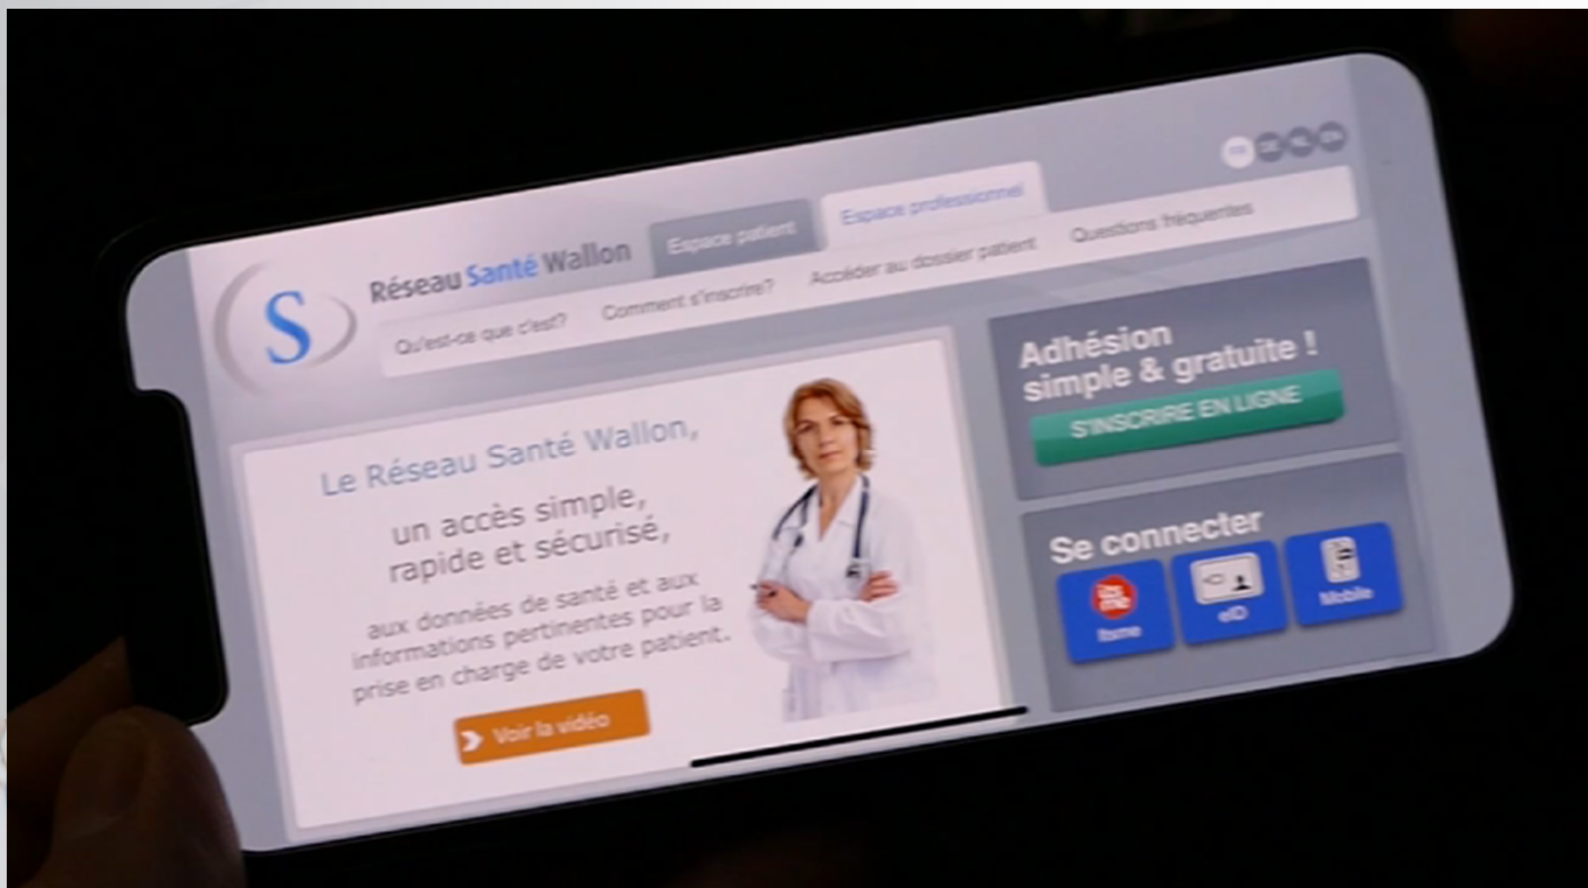 FR
Espace patient
Espace professionnel
Réseau Santé Wallon
Qu'est-ce que c'est?
Comment s'inscrire?
Accéder au dossier patient
Questions fréquentes
Le Réseau Santé Wallon,
un accès simple,
rapide et sécurisé,
aux données de santé et aux
informations pertinentes pour la
prise en charge de votre patient.
Voir la vidéo
Adhésion
simple & gratuite !
S'INSCRIRE EN LIGNE
Se connecter
its
me
Itsme
eID
Mobile